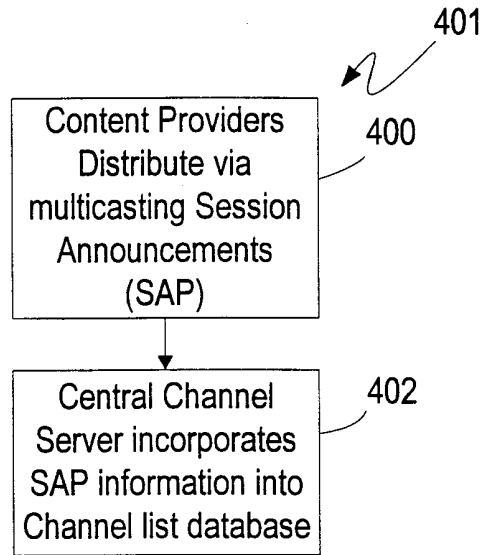 401
Content Providers
Distribute via
multicasting Session
Announcements
(SAP)
400
Central Channel
Server incorporates
SAP information into
Channel list database
402